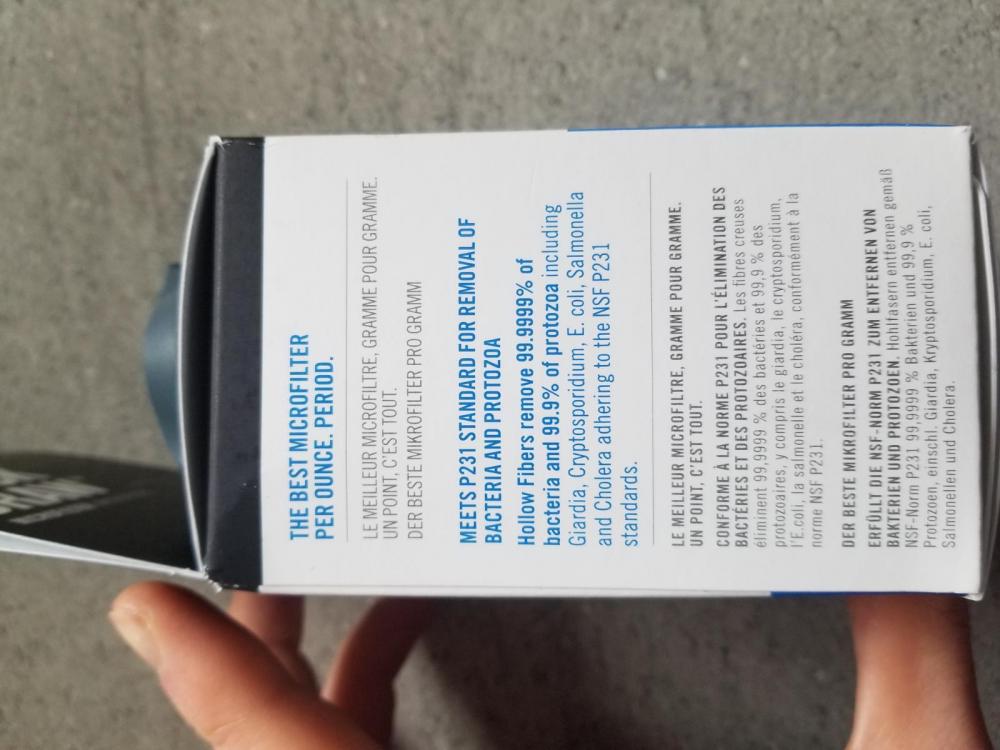 THE BEST MICROFILTER
PER OUNCE. PERIOD.
LE MEILLEUR MICROFILTRE, GRAMME POUR GRAMME.
UN POINT, C'EST TOUT.
DER BESTE MIKROFILTER PRO GRAMM
MEETS P231 STANDARD FOR REMOVAL OF
BACTERIA AND PROTOZOA
Hollow Fibers remove 99.9999% of
bacteria and 99.9% of protozoa including
Giardia, Cryptosporidium, E. coli, Salmonella
and Cholera adhering to the NSF P231
standards.
LE MEILLEUR MICROFILTRE, GRAMME POUR GRAMME.
UN POINT, C'EST TOUT.
CONFORME À LA NORME P231 POUR L'ÉLIMINATION DES
BACTÉRIES ET DES PROTOZOAIRES. Les fibres creuses
éliminent 99,9999 % des bactéries et 99,9 % des
protozoaires, y compris le giardia, le cryptosporidium,
l'E.coli, la salmonelle et le choléra, conformément à la
norme NSF P231.
DER BESTE MIKROFILTER PRO GRAMM
ERFÜLLT DIE NSF-NORM P231 ZUM ENTFERNEN VON
BAKTERIEN UND PROTOZOEN. Hohlfasern entfernen gemäß
NSF-Norm P231 99,9999 % Bakterien und 99,9 %
Protozoen, einschl. Giardia, Kryptosporidium, E. coli,
Salmonellen und Cholera.